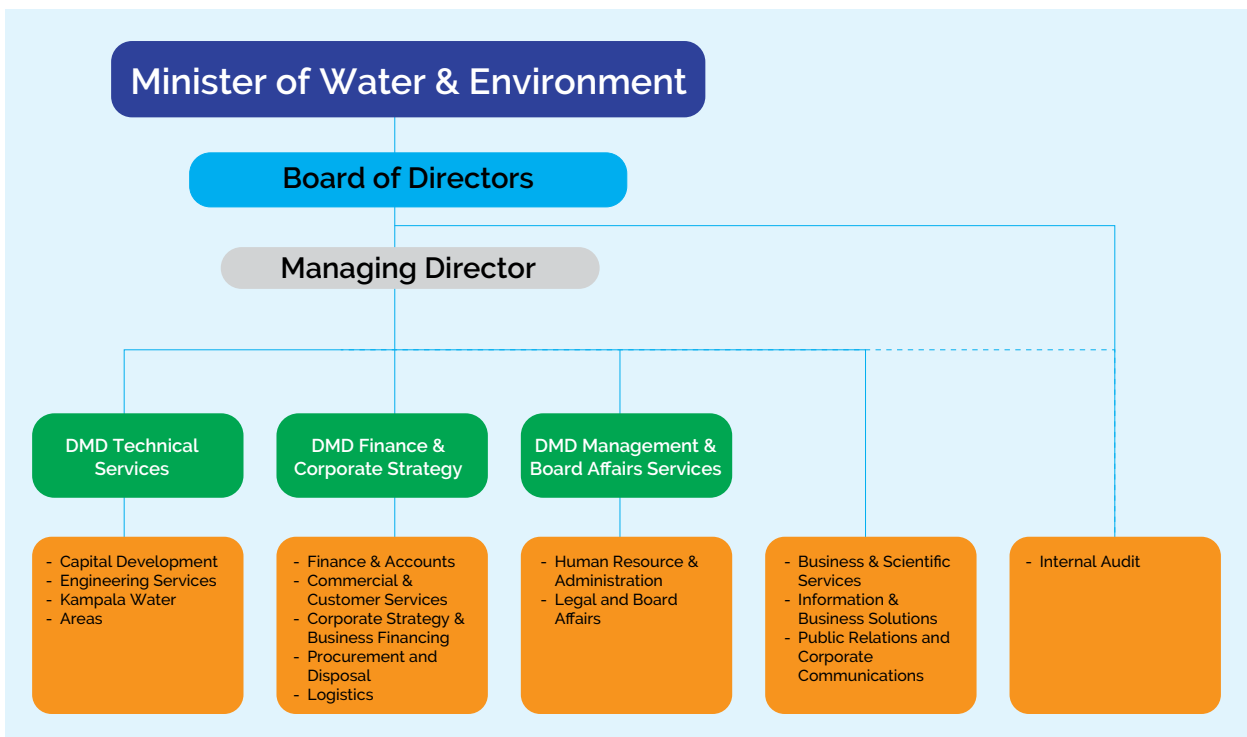 Minister of Water & Environment
Board of Directors
Managing Director
DMD Technical
Services
DMD Finance &
Corporate Strategy
DMD Management &
Board Affairs Services
- Capital Development
- Engineering Services
- Kampala Water
- Areas
- Finance & Accounts
- Commercial &
Customer Services
- Corporate Strategy &
Business Financing
- Procurement and
Disposal
- Logistics
- Human Resource &
Administration
- Legal and Board
Affairs
- Business & Scientific
Services
- Information &
Business Solutions
- Public Relations and
Corporate
Communications
- Internal Audit